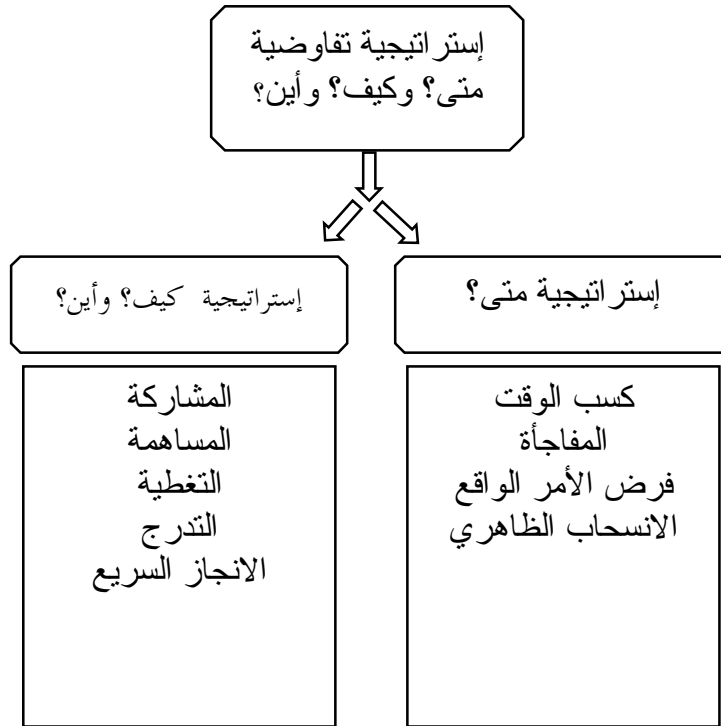 إستراتيجية تفاوضية
متى؟ وكيف؟ وأين؟
إستراتيجية متى؟
كسب الوقت
المفاجأة
فرض الأمر الواقع
الانسحاب الظاهري
إستراتيجية كيف؟ وأين؟
المشاركة
المساهمة
التغطية
التدرج
الانجاز السريع